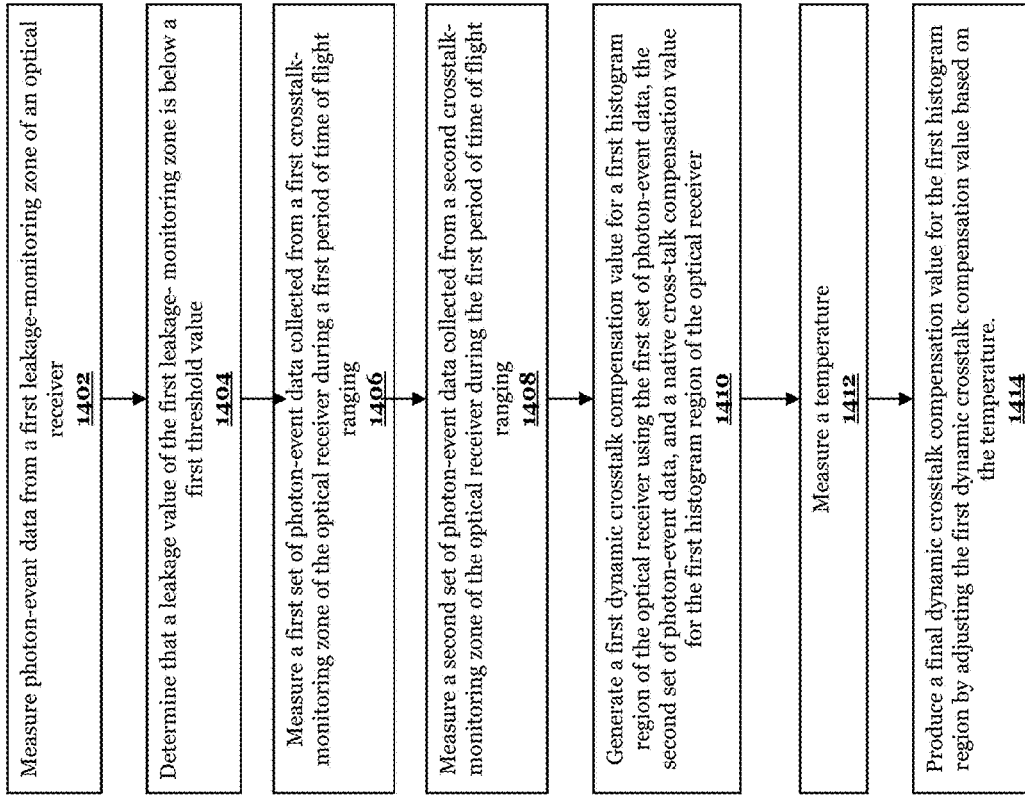 Measure photon-event data from a first leakage-monitoring zone of an optical
receiver
1402
Determine that a leakage value of the first leakage- monitoring zone is below a
first threshold value
1404
Measure a first set of photon-event data collected from a first crosstalk-
monitoring zone of the optical receiver during a first period of time of flight
ranging
1406
Measure a second set of photon-event data collected from a second crosstalk-
monitoring zone of the optical receiver during the first period of time of flight
ranging
1408
Generate a first dynamic crosstalk compensation value for a first histogram
region of the optical receiver using the first set of photon-event data, the
second set of photon-event data, and a native cross-talk compensation value
for the first histogram region of the optical receiver
1410
Measure a temperature
1412
Produce a final dynamic crosstalk compensation value for the first histogram
region by adjusting the first dynamic crosstalk compensation value based on
the temperature.
1414